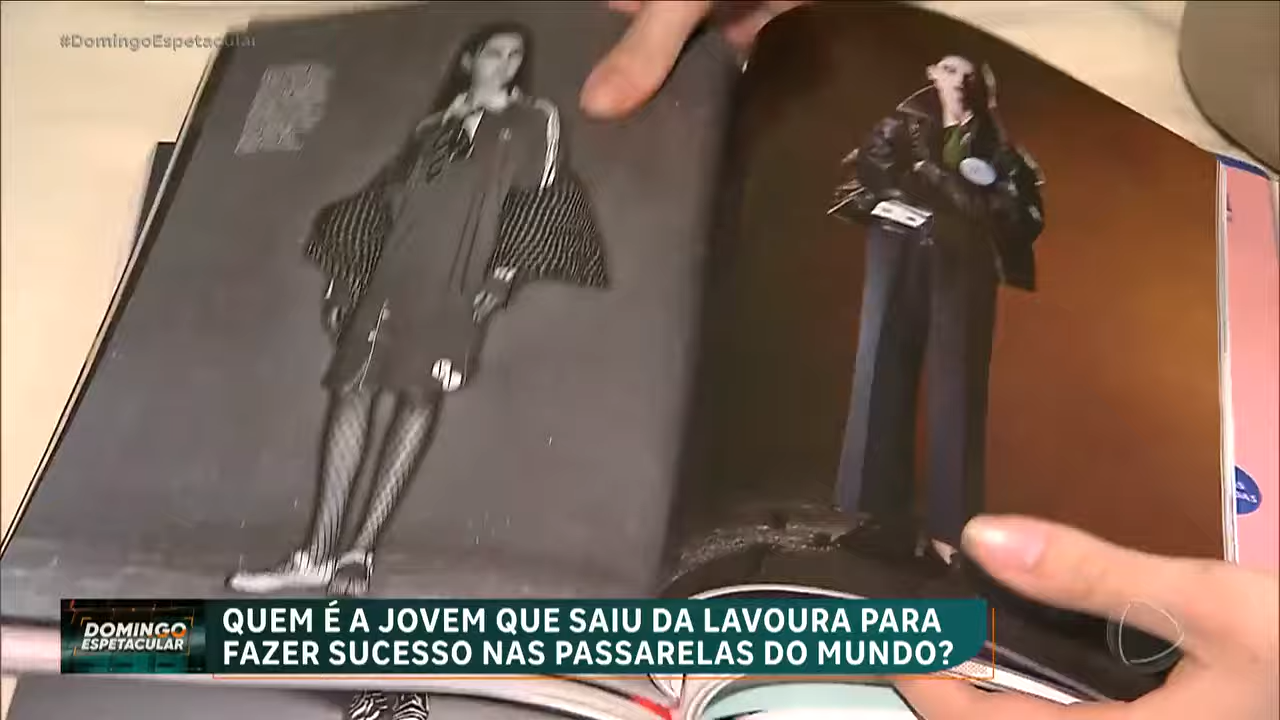 #DomingoEspetacular
DOMINGO
ESPETACULAR
QUEM É A JOVEM QUE SAIU DA LAVOURA PARA
FAZER SUCESSO NAS PASSARELAS DO MUNDO?